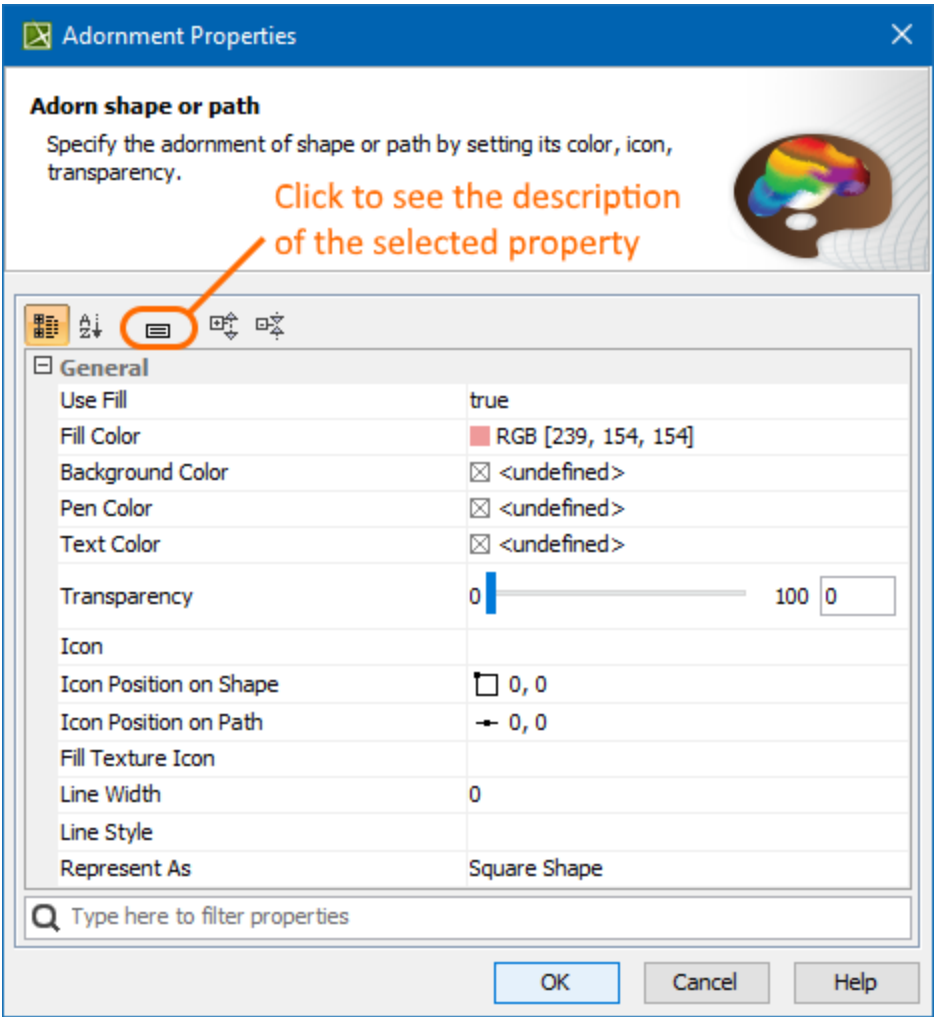 Adornment Properties
Adorn shape or path
Specify the adornment of shape or path by setting its color, icon,
transparency.
Click to see the description
of the selected property
A
Z
General
Use Fill true
Fill Color RGB [239, 154, 154]
Background Color <undefined>
Pen Color <undefined>
Text Color <undefined>
Transparency 0 100 0
Icon
Icon Position on Shape 0, 0
Icon Position on Path 0, 0
Fill Texture Icon
Line Width 0
Line Style
Represent As Square Shape
Type here to filter properties
OK Cancel Help